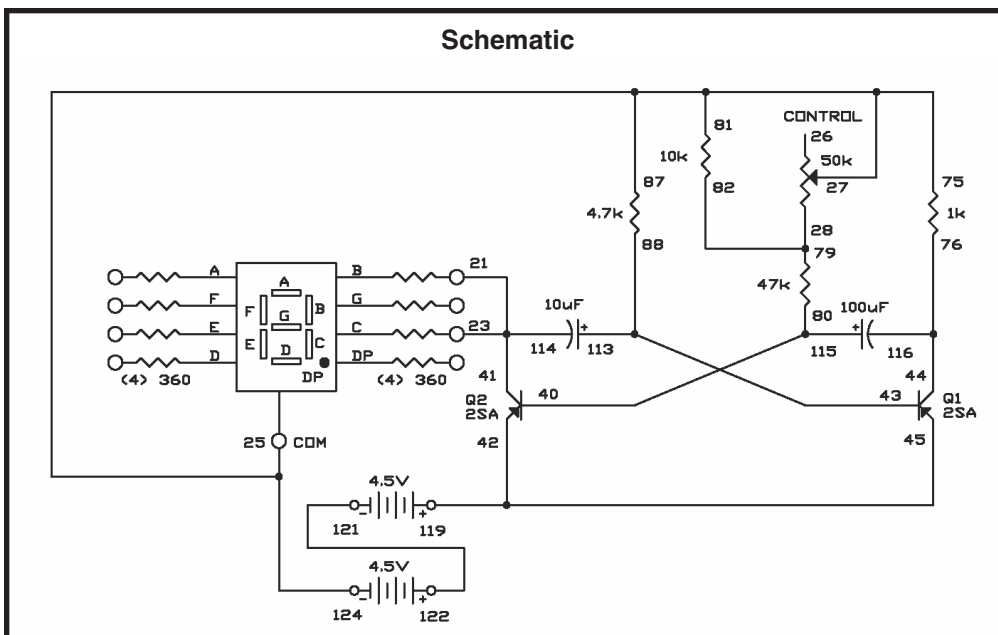 Schematic
CONTROL
81
26
10k
50k
87
82
27
75
4.7k
1k
88
28
76
79
A
B
21
A
47k
F
G
F
B
10uF
80
100uF
G
E
C
23
E
C
114
113
115
116
D
D
DP
DP
(4) 360
(4) 360
41
44
Q2
40
43
Q1
2SA
2SA
42
45
25
COM
4.5V
121
-
+
119
4.5V
124
-
+
122
+
+